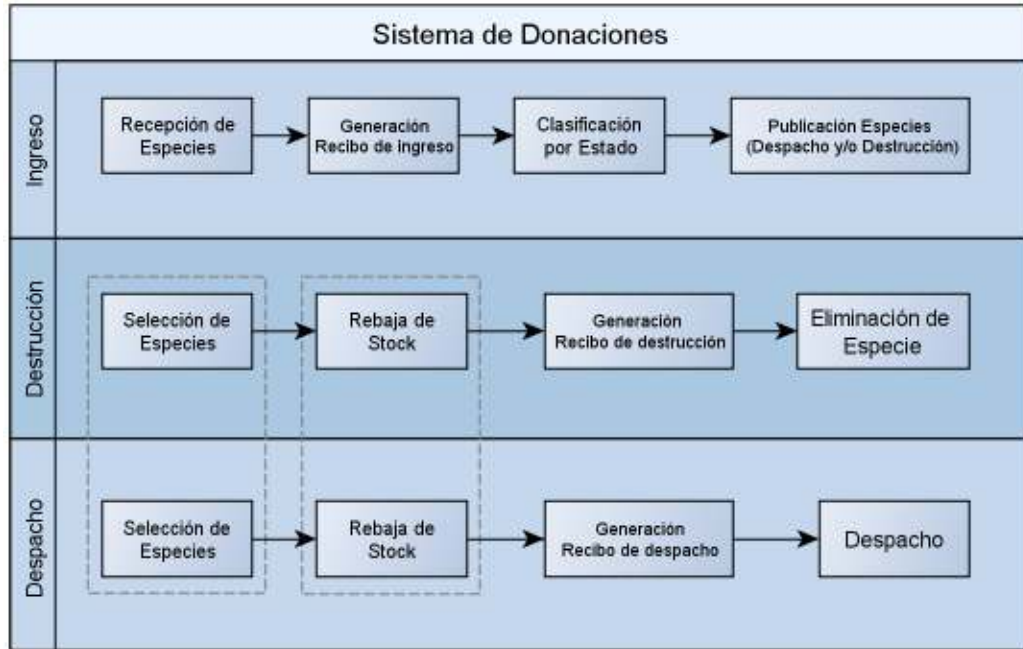 Sistema de Donaciones
Ingreso
Recepción de
Especies
Generación
Recibo de ingreso
Clasificación
por Estado
Publicación Especies
(Despacho y/o Destrucción)
Destrucción
Selección de
Especies
Rebaja de
Stock
Generación
Recibo de destrucción
Eliminación de
Especie
Despacho
Selección de
Especies
Rebaja de
Stock
Generación
Recibo de despacho
Despacho